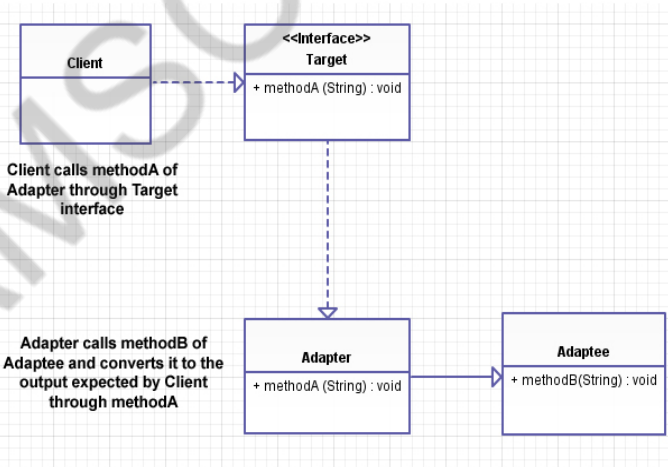 Client
<<Interface>>
Target
+ methodA (String) : void
Client calls methodA of
Adapter through Target
interface
Adapter calls methodB of
Adaptee and converts it to the
output expected by Client
through methodA
Adapter
+ methodA (String) : void
Adaptee
+ methodB(String) : void